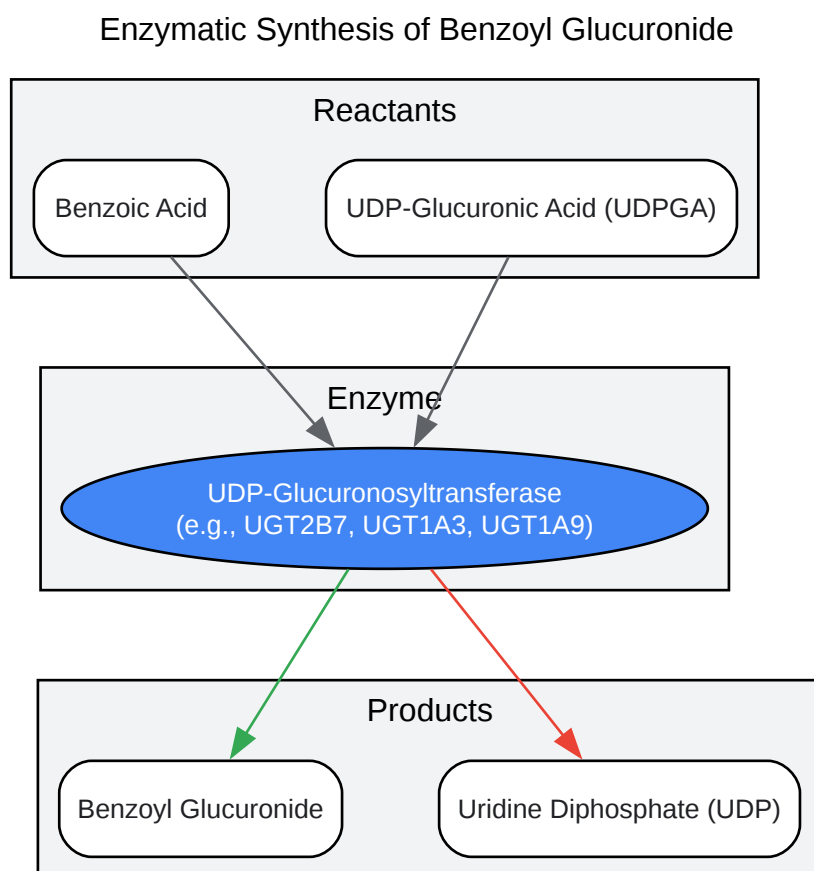 Enzymatic Synthesis of Benzoyl Glucuronide
Reactants
Benzoic Acid
UDP-Glucuronic Acid (UDPGA)
Enzyme
UDP-Glucuronosyltransferase
(e.g., UGT2B7, UGT1A3, UGT1A9)
Products
Benzoyl Glucuronide
Uridine Diphosphate (UDP)